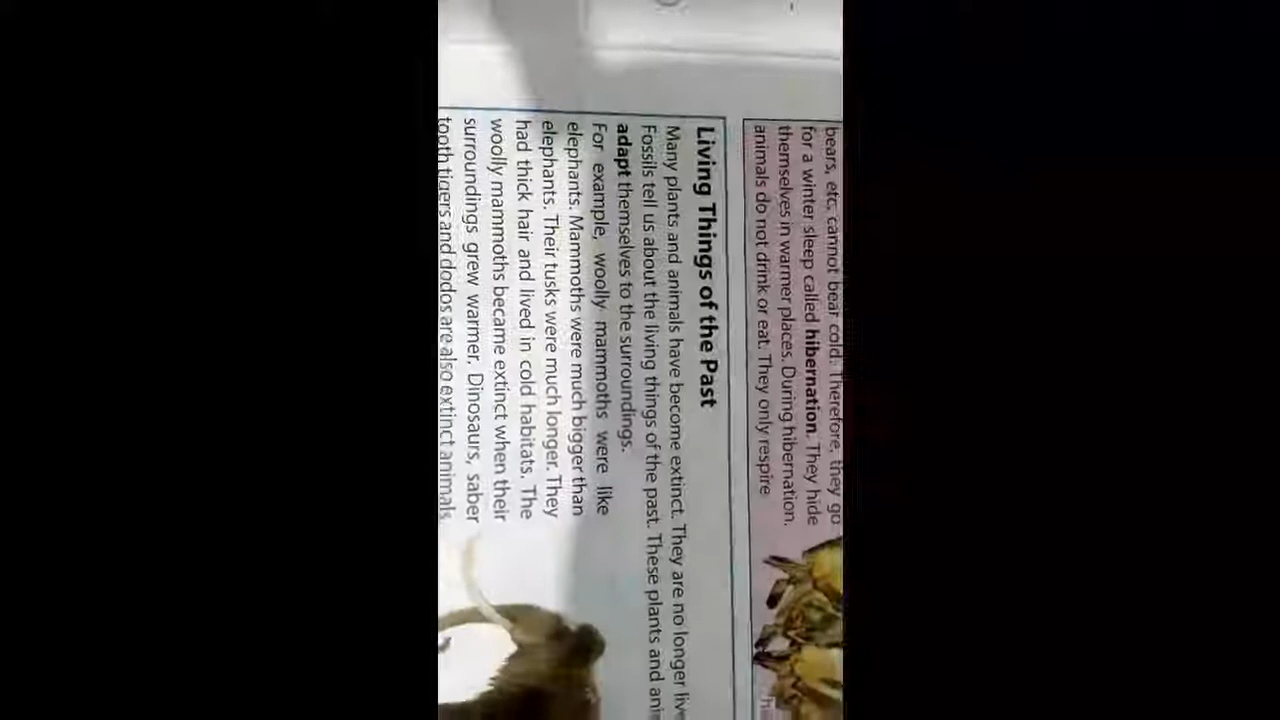 bears, etc. cannot bear cold. Therefore, they go
for a winter sleep called hibernation. They hide
themselves in warmer places. During hibernation,
animals do not drink or eat. They only respire
Living Things of the Past
Many plants and animals have become extinct. They are no longer liv
Fossils tell us about the living things of the past. These plants and ani
adapt themselves to the surroundings.
For example, woolly mammoths were like
elephants. Mammoths were much bigger than
elephants. Their tusks were much longer. They
had thick hair and lived in cold habitats. The
woolly mammoths became extinct when their
surroundings grew warmer. Dinosaurs, saber
tooth tigers and dodos are also extinct animals